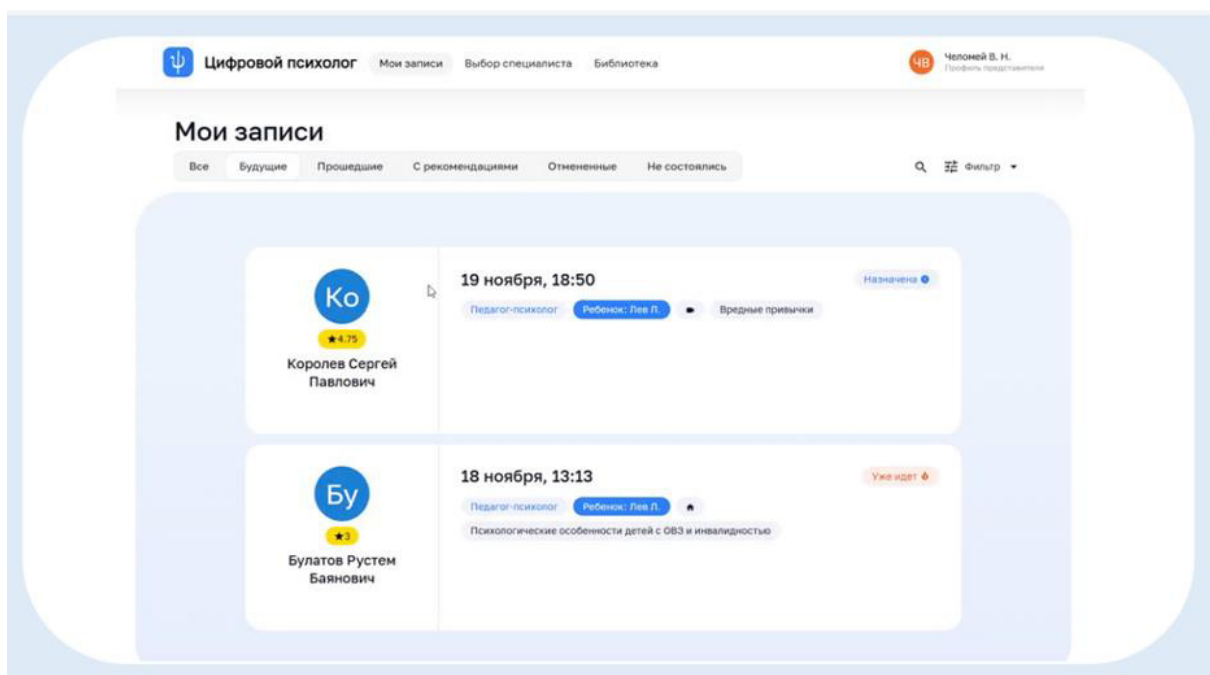 Цифровой психолог Мои записи Выбор специалиста Библиотека ЧВ Челомей В. Н.
Профиль представителя
Мои записи
Все Будущие Прошедшие С рекомендациями Отмененные Не состоялись Фильтр
Ко
★4.75
Королев Сергей
Павлович
19 ноября, 18:50 Назначена
Педагог-психолог Ребенок: Лев Л. Вредные привычки
Бу
★3
Булатов Рустем
Баянович
18 ноября, 13:13 Уже идет
Педагог-психолог Ребенок: Лев Л.
Психологические особенности детей с ОВЗ и инвалидностью